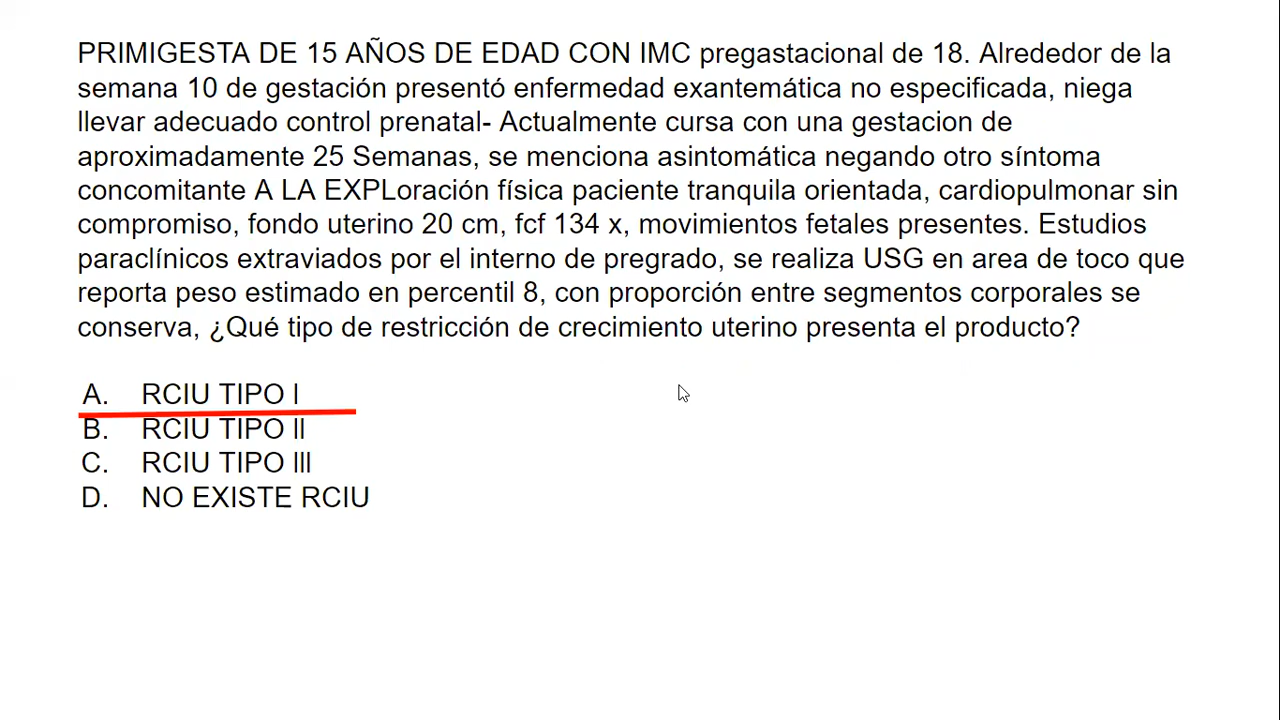 PRIMIGESTA DE 15 AÑOS DE EDAD CON IMC pregastacional de 18. Alrededor de la
semana 10 de gestación presentó enfermedad exantemática no especificada, niega
llevar adecuado control prenatal- Actualmente cursa con una gestacion de
aproximadamente 25 Semanas, se menciona asintomática negando otro síntoma
concomitante A LA EXPLoración física paciente tranquila orientada, cardiopulmonar sin
compromiso, fondo uterino 20 cm, fcf 134 x, movimientos fetales presentes. Estudios
paraclínicos extraviados por el interno de pregrado, se realiza USG en area de toco que
reporta peso estimado en percentil 8, con proporción entre segmentos corporales se
conserva, ¿Qué tipo de restricción de crecimiento uterino presenta el producto?
A. RCIU TIPO I
B. RCIU TIPO II
C. RCIU TIPO III
D. NO EXISTE RCIU